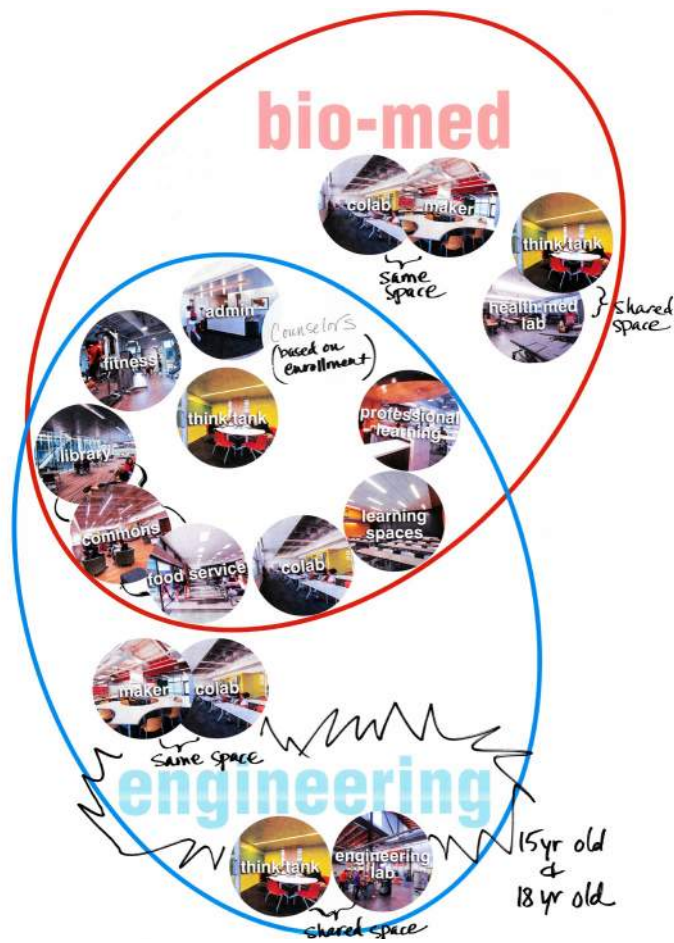 bio-med
colab
maker
same
space
think tank
health med
lab
shared
space
admin
Counselors
(based on
enrollment)
fitness
think tank
professional
learning
library
learning
spaces
commons
food service
colab
maker
colab
same space
engineering
think tank
engineering
lab
shared space
15yr old
&
18 yr old